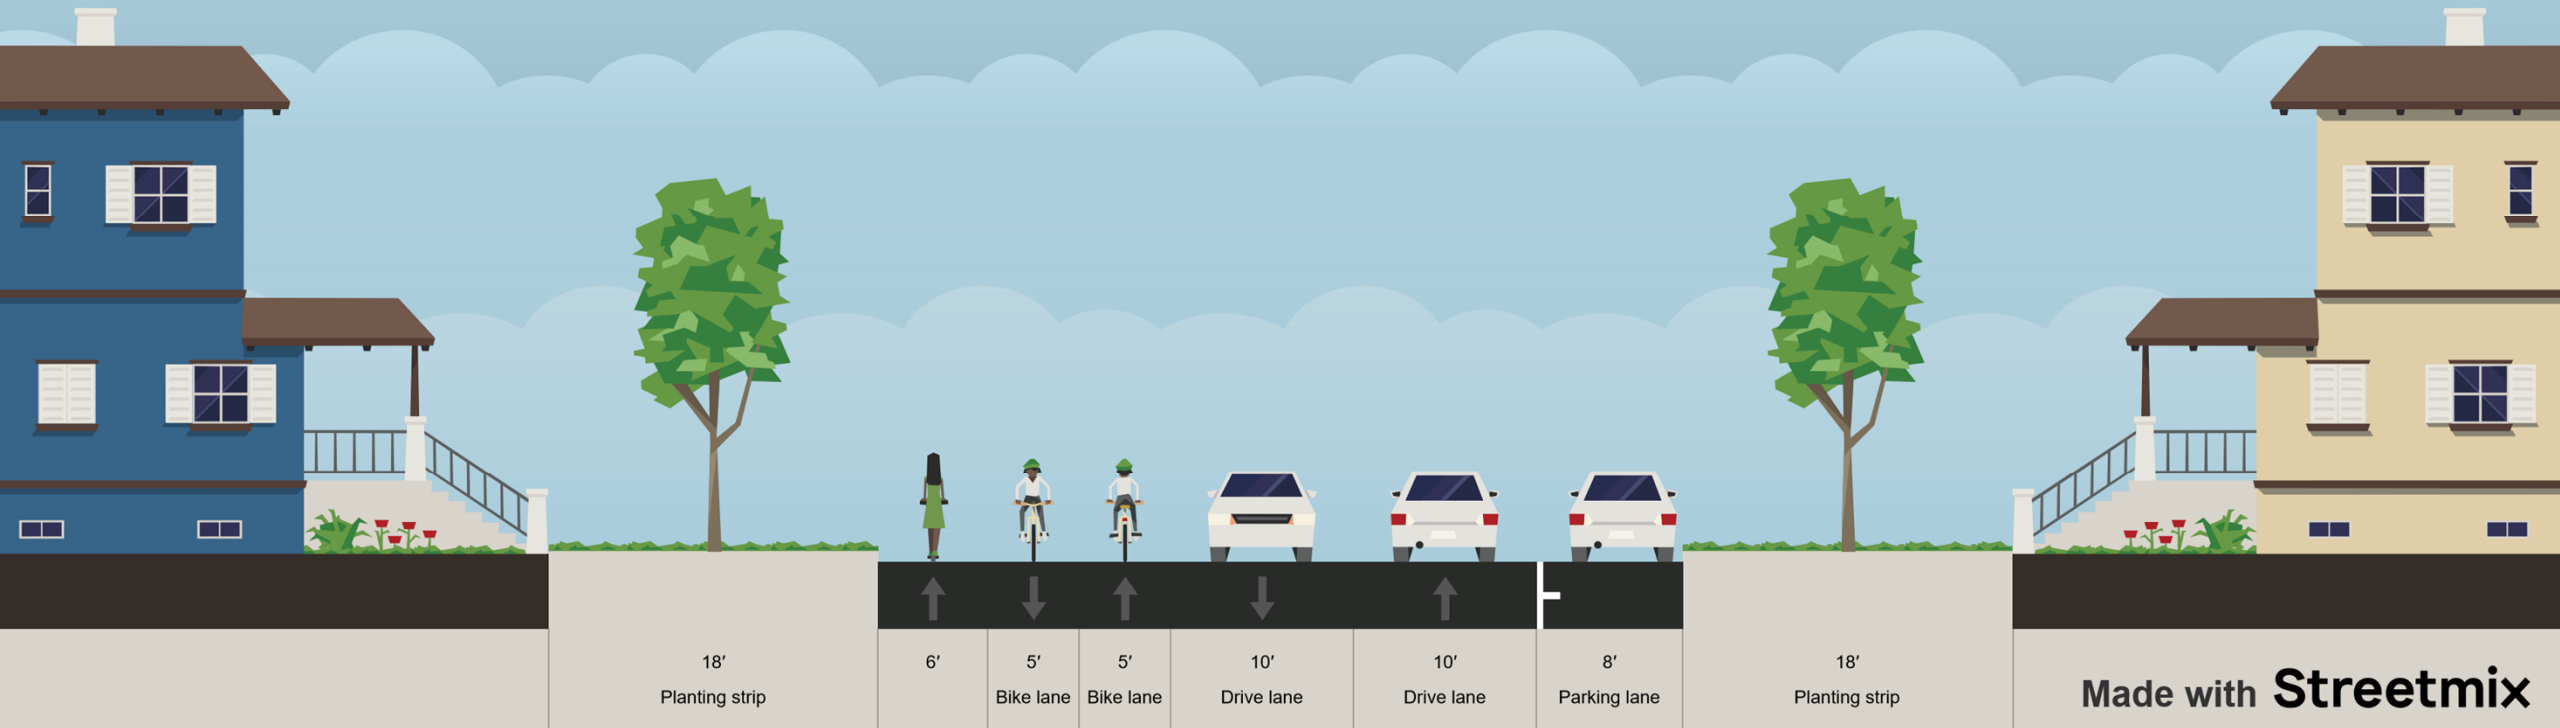 18′
6′
5′
5′
10′
10′
8′
18′
Planting strip
Bike lane
Bike lane
Drive lane
Drive lane
Parking lane
Planting strip
Made with Streetmix